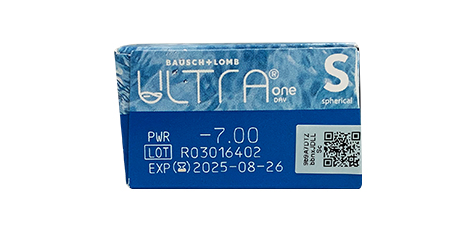 BAUSCH + LOMB
ULTRA® one
DAY
S
spherical
PWR -7.00
LOT R03016402
EXP 2025-08-26